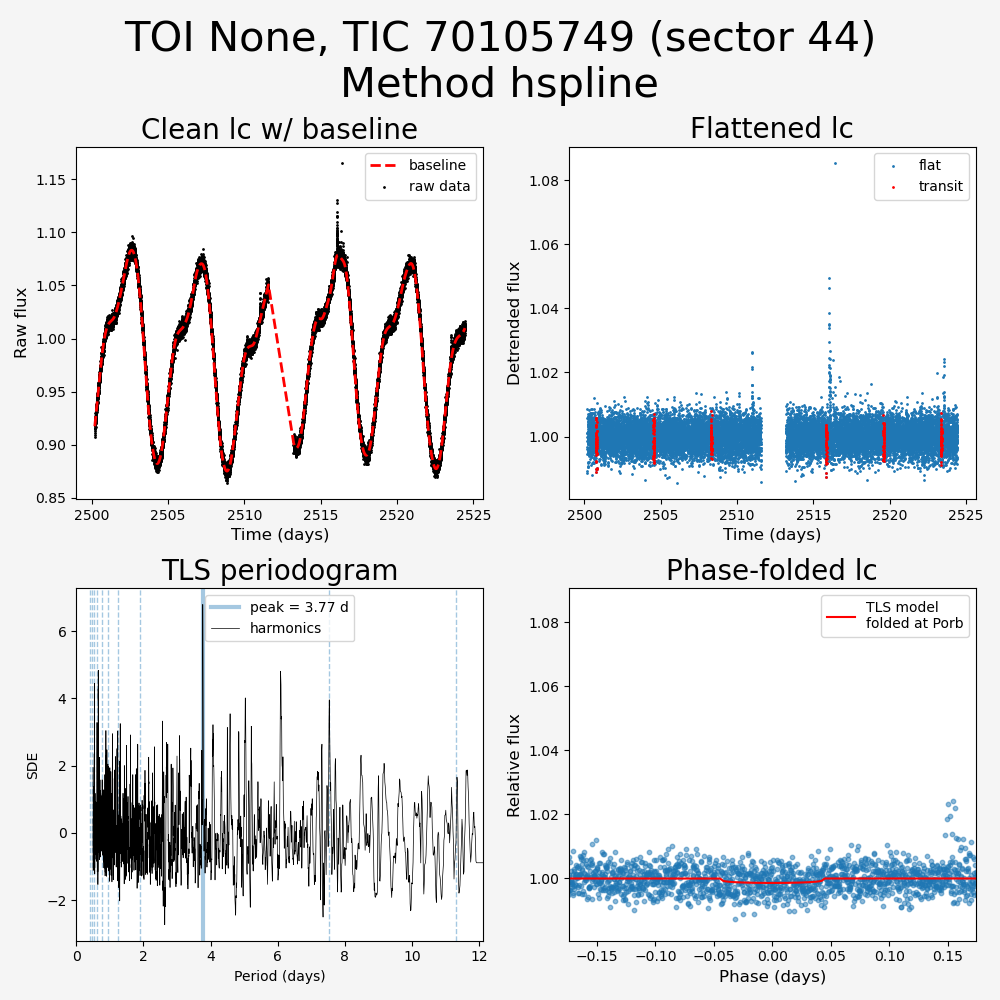 TOI None, TIC 70105749 (sector 44)
Method hspline
Clean lc w/ baseline
Raw flux
1.15
1.10
1.05
1.00
0.95
0.90
0.85
baseline
raw data
2500
2505
2510
2515
2520
2525
Time (days)
Flattened lc
Detrended flux
1.08
1.06
1.04
1.02
1.00
flat
transit
2500
2505
2510
2515
2520
2525
Time (days)
TLS periodogram
SDE
6
4
2
0
−2
peak = 3.77 d
harmonics
0
2
4
6
8
10
12
Period (days)
Phase-folded lc
Relative flux
1.08
1.06
1.04
1.02
1.00
TLS model
folded at Porb
−0.15
−0.10
−0.05
0.00
0.05
0.10
0.15
Phase (days)